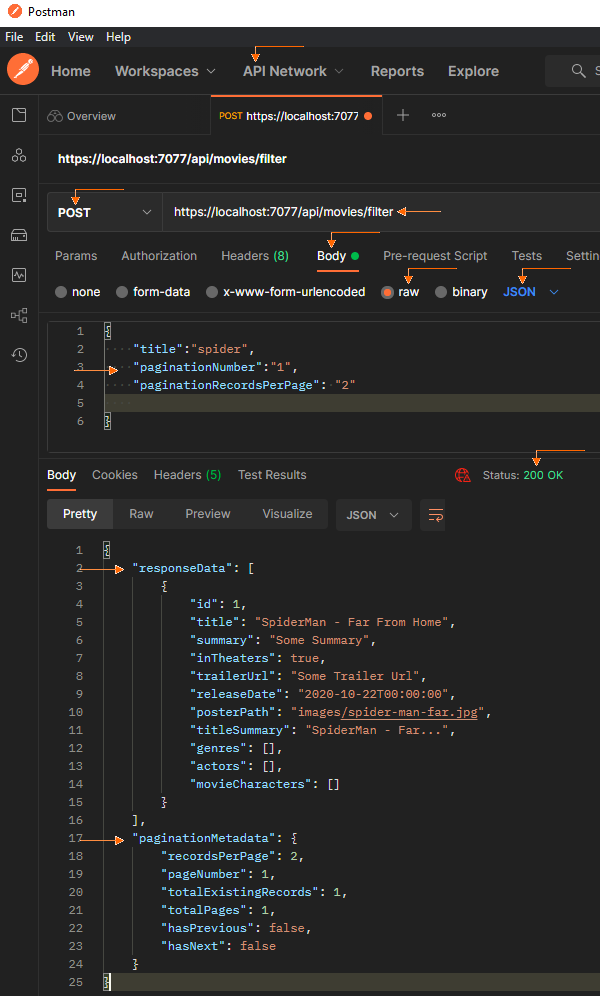 Postman
File Edit View Help
Home Workspaces API Network Reports Explore S
Overview POST https://localhost:7077
https://localhost:7077/api/movies/filter
POST https://localhost:7077/api/movies/filter
Params Authorization Headers (8) Body Pre-request Script Tests Settin
none form-data x-www-form-urlencoded raw binary JSON
1 {
2 "title":"spider",
3 "paginationNumber":"1",
4 "paginationRecordsPerPage": "2"
5
6 }
Body Cookies Headers (5) Test Results Status: 200 OK
Pretty Raw Preview Visualize JSON
1 {
2 "responseData": [
3 {
4 "id": 1,
5 "title": "SpiderMan - Far From Home",
6 "summary": "Some Summary",
7 "inTheaters": true,
8 "trailerUrl": "Some Trailer Url",
9 "releaseDate": "2020-10-22T00:00:00",
10 "posterPath": "images/spider-man-far.jpg",
11 "titleSummary": "SpiderMan - Far...",
12 "genres": [],
13 "actors": [],
14 "movieCharacters": []
15 }
16 ],
17 "paginationMetadata": {
18 "recordsPerPage": 2,
19 "pageNumber": 1,
20 "totalExistingRecords": 1,
21 "totalPages": 1,
22 "hasPrevious": false,
23 "hasNext": false
24 }
25 }